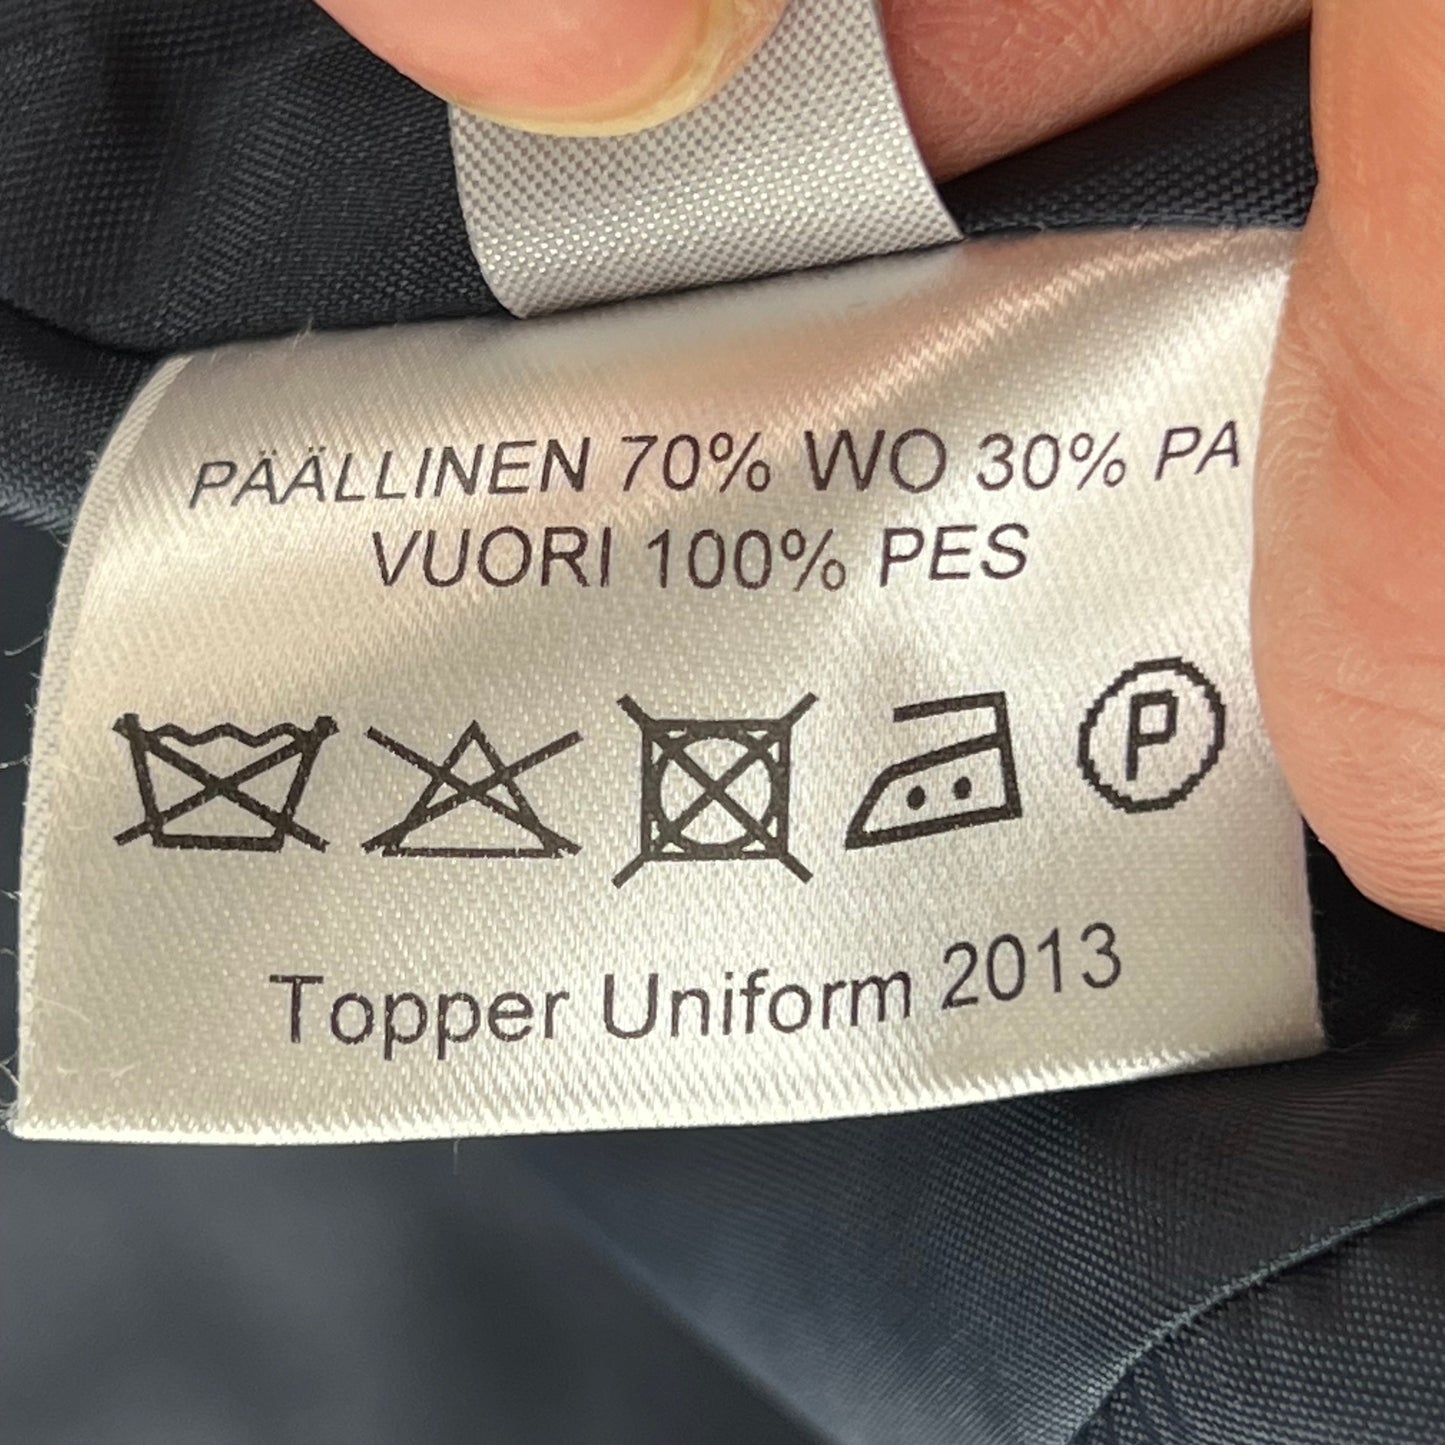 PÄÄLLINEN 70% WO 30% PA
VUORI 100% PES
P
Topper Uniform 2013